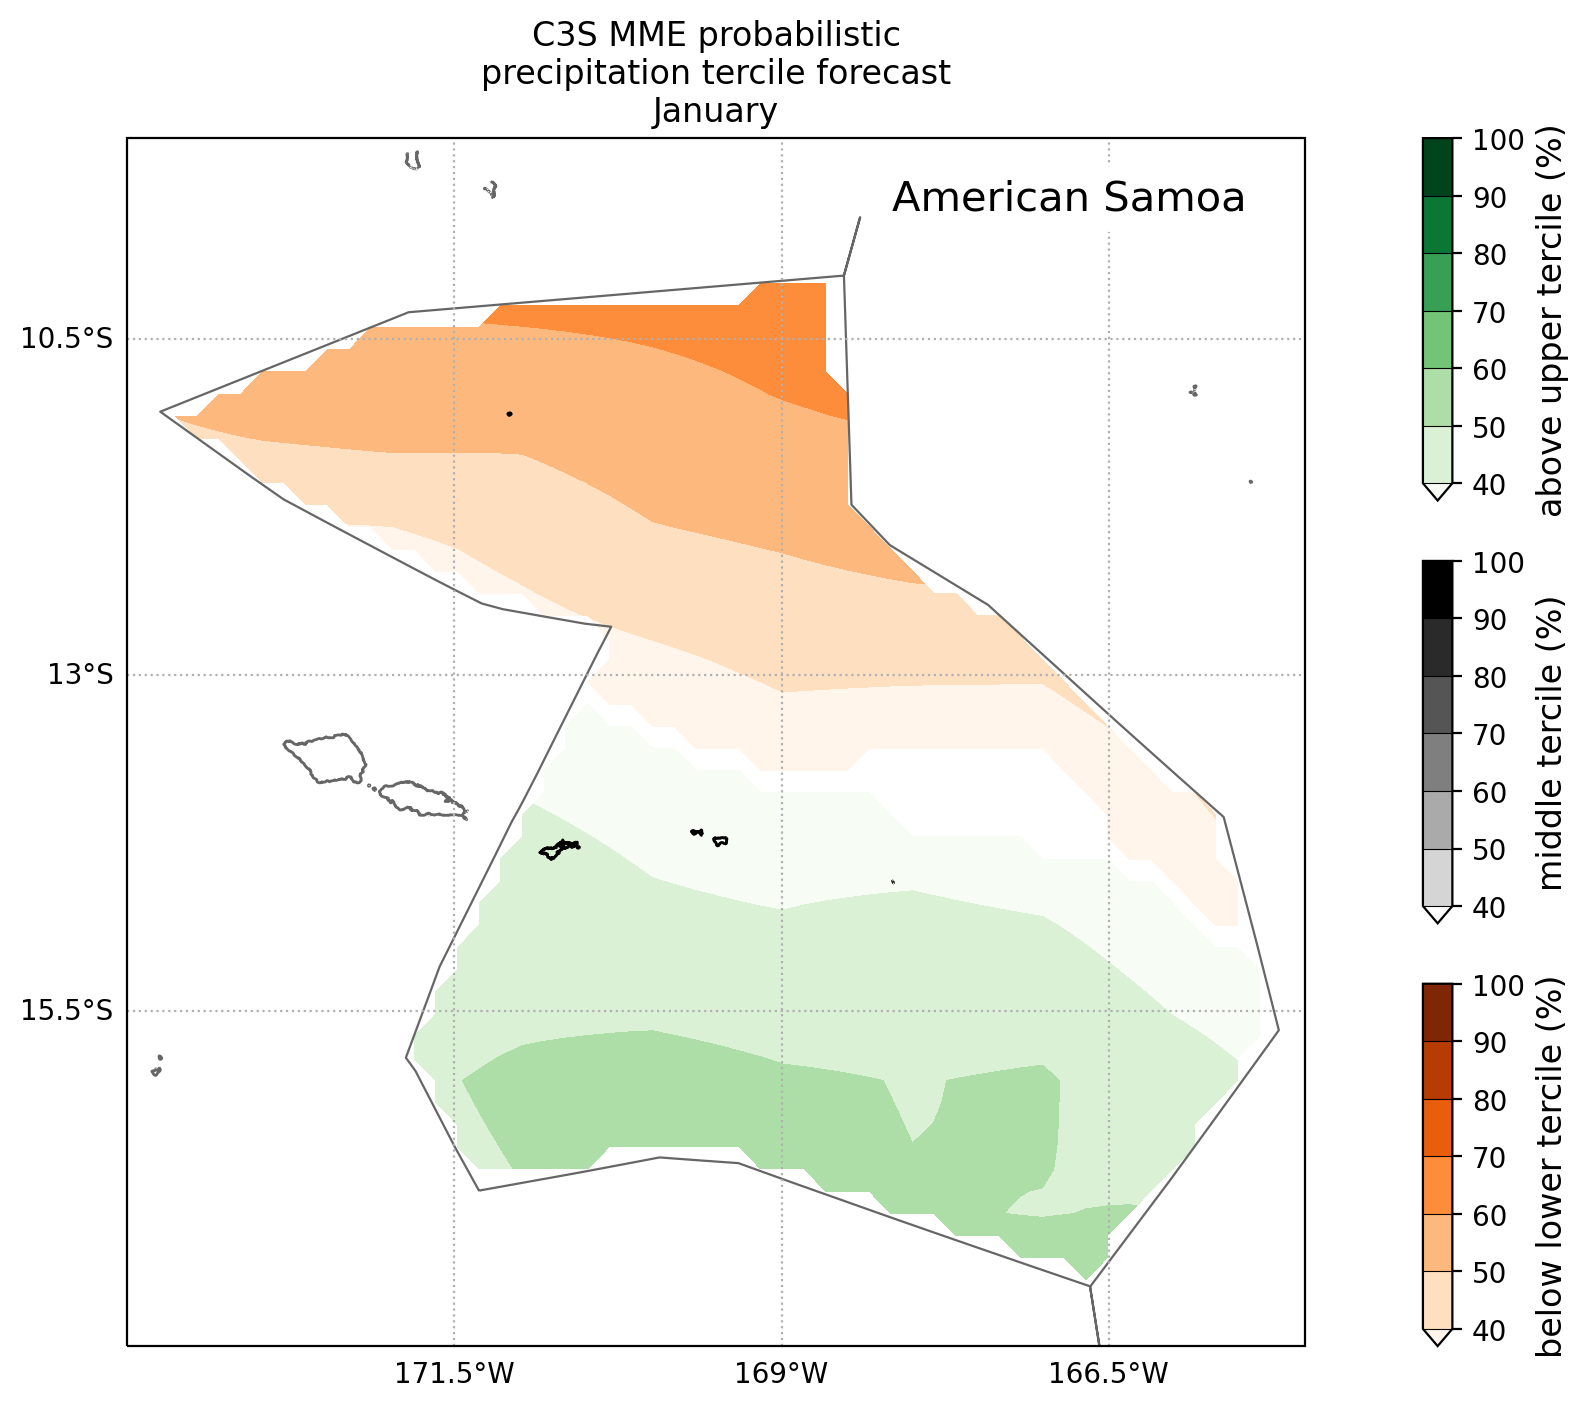 C3S MME probabilistic
precipitation tercile forecast
January
American Samoa
10.5°S
13°S
15.5°S
171.5°W
169°W
166.5°W
100
90
80
70
60
50
40
above upper tercile (%)
100
90
80
70
60
50
40
middle tercile (%)
100
90
80
70
60
50
40
below lower tercile (%)